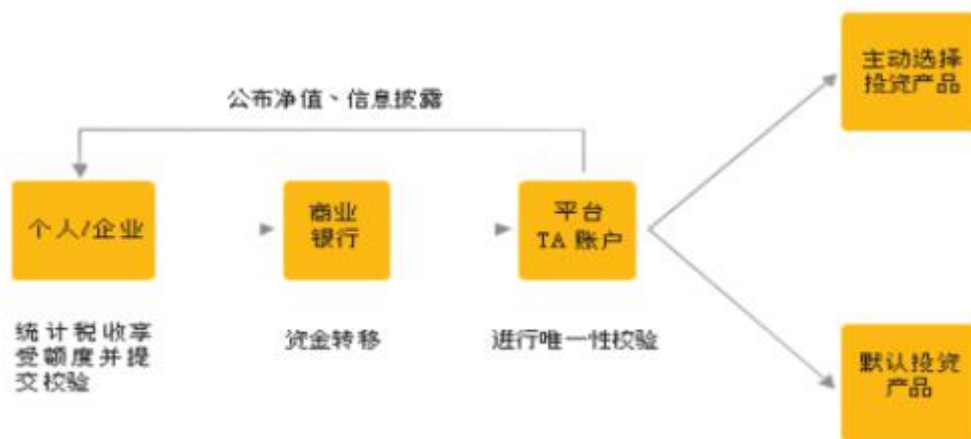 主动选择
投资产品
公布净值、信息披露
个人/企业
商业
银行
平台
TA 账户
统计税收享
受额度并提
交校验
资金转移
进行唯一性校验
默认投资
产品